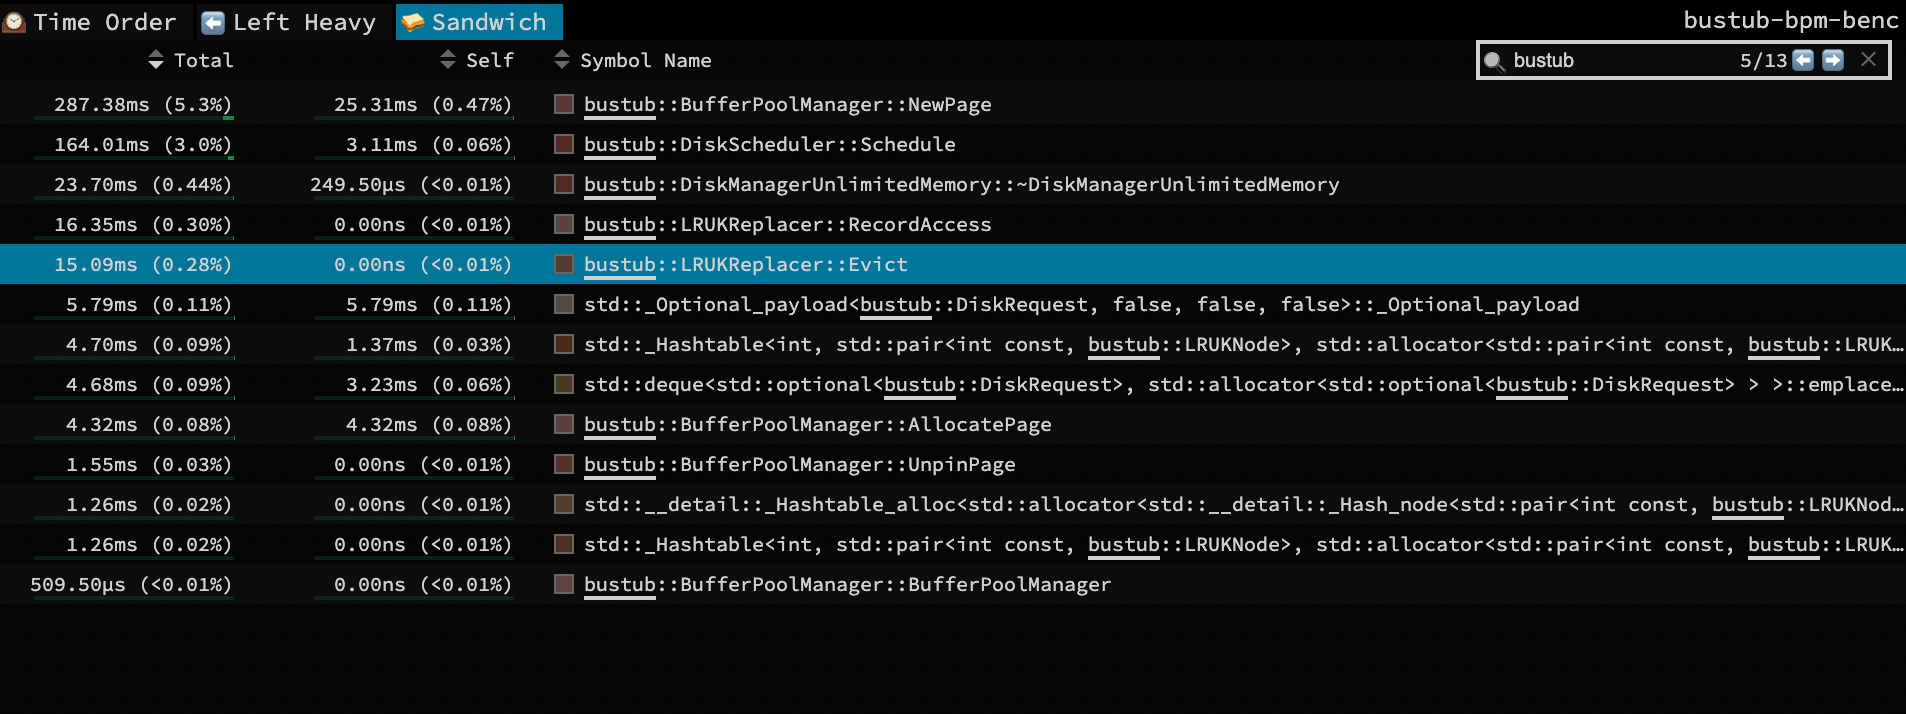 Time Order Left Heavy Sandwich bustub-bpm-benc
Total Self Symbol Name bustub 5/13
287.38ms (5.3%) 25.31ms (0.47%) bustub::BufferPoolManager::NewPage
164.01ms (3.0%) 3.11ms (0.06%) bustub::DiskScheduler::Schedule
23.70ms (0.44%) 249.50µs (<0.01%) bustub::DiskManagerUnlimitedMemory::~DiskManagerUnlimitedMemory
16.35ms (0.30%) 0.00ns (<0.01%) bustub::LRUKReplacer::RecordAccess
15.09ms (0.28%) 0.00ns (<0.01%) bustub::LRUKReplacer::Evict
5.79ms (0.11%) 5.79ms (0.11%) std::_Optional_payload<bustub::DiskRequest, false, false, false>::_Optional_payload
4.70ms (0.09%) 1.37ms (0.03%) std::_Hashtable<int, std::pair<int const, bustub::LRUKNode>, std::allocator<std::pair<int const, bustub::LRUK…
4.68ms (0.09%) 3.23ms (0.06%) std::deque<std::optional<bustub::DiskRequest>, std::allocator<std::optional<bustub::DiskRequest> > >::emplace…
4.32ms (0.08%) 4.32ms (0.08%) bustub::BufferPoolManager::AllocatePage
1.55ms (0.03%) 0.00ns (<0.01%) bustub::BufferPoolManager::UnpinPage
1.26ms (0.02%) 0.00ns (<0.01%) std::__detail::_Hashtable_alloc<std::allocator<std::__detail::_Hash_node<std::pair<int const, bustub::LRUKNod…
1.26ms (0.02%) 0.00ns (<0.01%) std::_Hashtable<int, std::pair<int const, bustub::LRUKNode>, std::allocator<std::pair<int const, bustub::LRUK…
509.50µs (<0.01%) 0.00ns (<0.01%) bustub::BufferPoolManager::BufferPoolManager